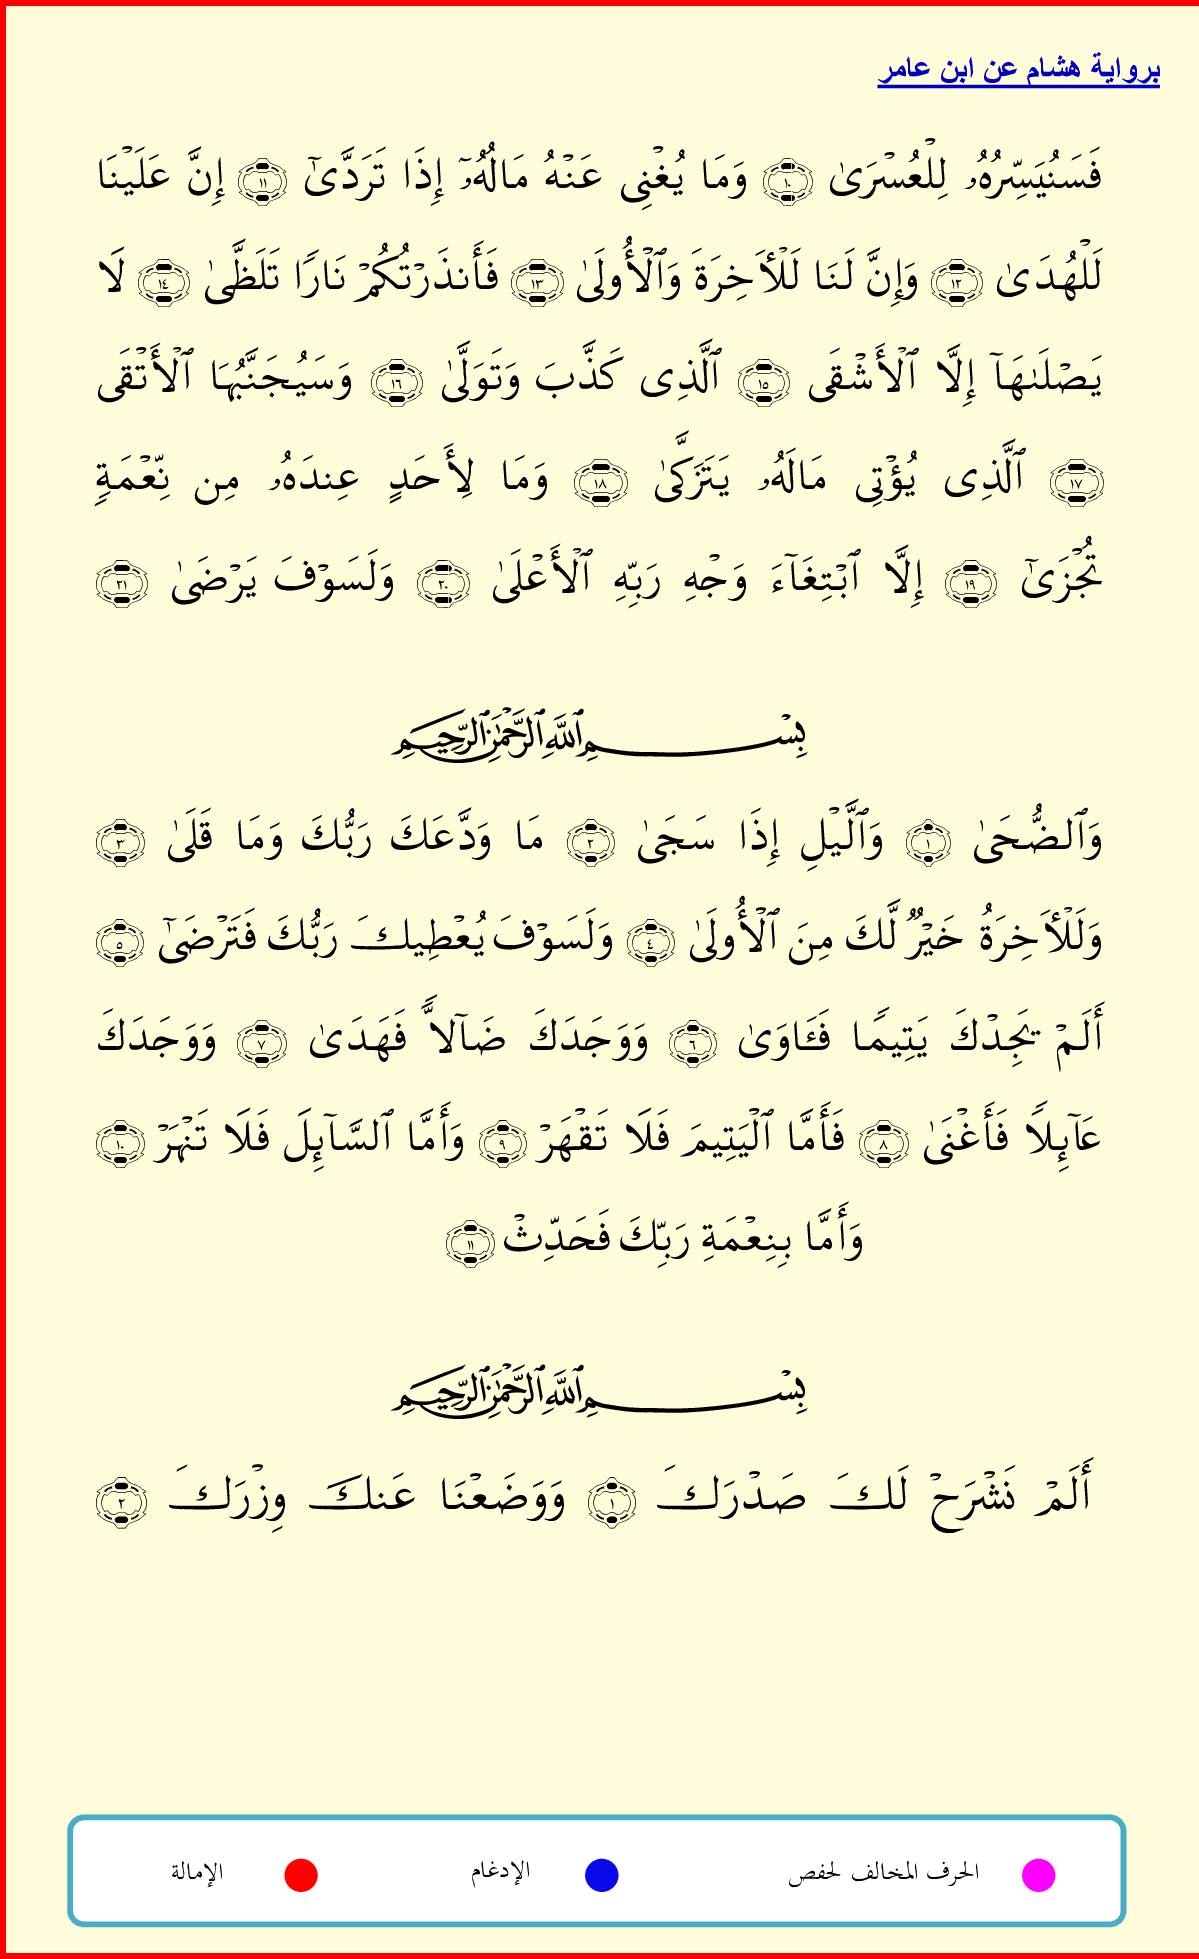 برواية هشام عن ابن عامر
فَسَنُيَسِّرُهُۥ لِلْعُسْرَىٰ ١٠ وَمَا يُغْنِى عَنْهُ مَالُهُۥٓ إِذَا تَرَدَّىٰٓ ١١ إِنَّ عَلَيْنَا
لَلْهُدَىٰ ١٢ وَإِنَّ لَنَا لَلْأٓخِرَةَ وَٱلْأُولَىٰ ١٣ فَأَنذَرْتُكُمْ نَارًا تَلَظَّىٰ ١٤ لَا
يَصْلَىٰهَآ إِلَّا ٱلْأَشْقَى ١٥ ٱلَّذِى كَذَّبَ وَتَوَلَّىٰ ١٦ وَسَيُجَنَّبُهَا ٱلْأَتْقَى
١٧ ٱلَّذِى يُؤْتِى مَالَهُۥ يَتَزَكَّىٰ ١٨ وَمَا لِأَحَدٍ عِندَهُۥ مِن نِّعْمَةٍ
تُجْزَىٰٓ ١٩ إِلَّا ٱبْتِغَآءَ وَجْهِ رَبِّهِ ٱلْأَعْلَىٰ ٢٠ وَلَسَوْفَ يَرْضَىٰ ٢١
بِسْمِ ٱللَّهِ ٱلرَّحْمَٰنِ ٱلرَّحِيمِ
وَٱلضُّحَىٰ ١ وَٱلَّيْلِ إِذَا سَجَىٰ ٢ مَا وَدَّعَكَ رَبُّكَ وَمَا قَلَىٰ ٣
وَلَلْأٓخِرَةُ خَيْرٌ لَّكَ مِنَ ٱلْأُولَىٰ ٤ وَلَسَوْفَ يُعْطِيكَ رَبُّكَ فَتَرْضَىٰٓ ٥
أَلَمْ يَجِدْكَ يَتِيمًا فَـَٔاوَىٰ ٦ وَوَجَدَكَ ضَآلًّا فَهَدَىٰ ٧ وَوَجَدَكَ
عَآئِلًا فَأَغْنَىٰ ٨ فَأَمَّا ٱلْيَتِيمَ فَلَا تَقْهَرْ ٩ وَأَمَّا ٱلسَّآئِلَ فَلَا تَنْهَرْ ١٠
وَأَمَّا بِنِعْمَةِ رَبِّكَ فَحَدِّثْ ١١
بِسْمِ ٱللَّهِ ٱلرَّحْمَٰنِ ٱلرَّحِيمِ
أَلَمْ نَشْرَحْ لَكَ صَدْرَكَ ١ وَوَضَعْنَا عَنكَ وِزْرَكَ ٢
الحرف المخالف لحفص الإدغام الإمالة